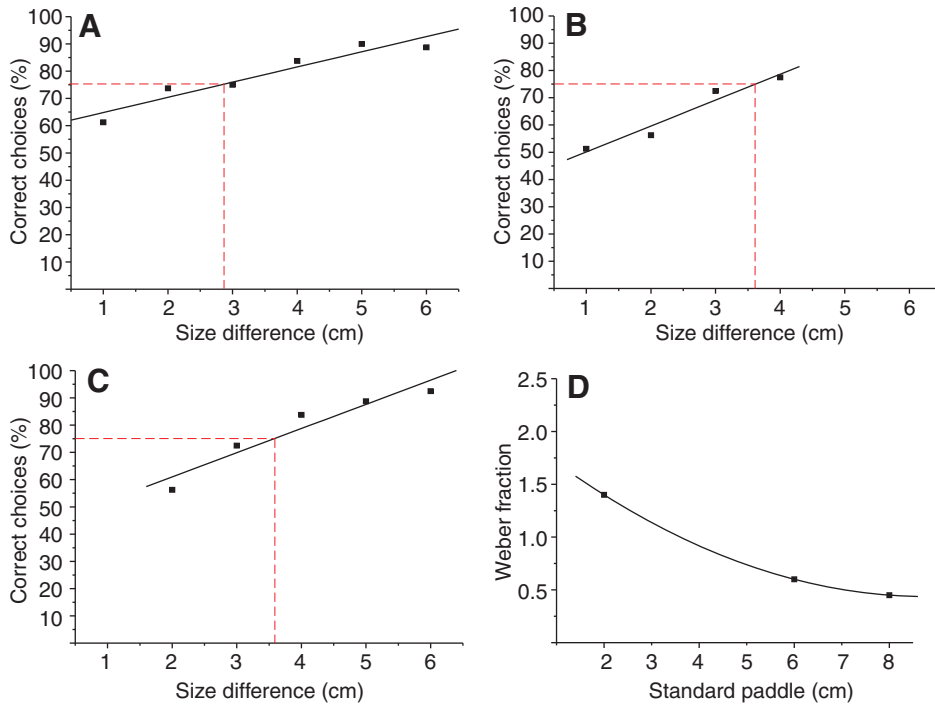 A
Correct choices (%)
100
90
80
70
60
50
40
30
20
10
1 2 3 4 5 6
Size difference (cm)
B
Correct choices (%)
100
90
80
70
60
50
40
30
20
10
1 2 3 4 5 6
Size difference (cm)
C
Correct choices (%)
100
90
80
70
60
50
40
30
20
10
1 2 3 4 5 6
Size difference (cm)
D
Weber fraction
2.5
2.0
1.5
1.0
0.5
2 3 4 5 6 7 8
Standard paddle (cm)